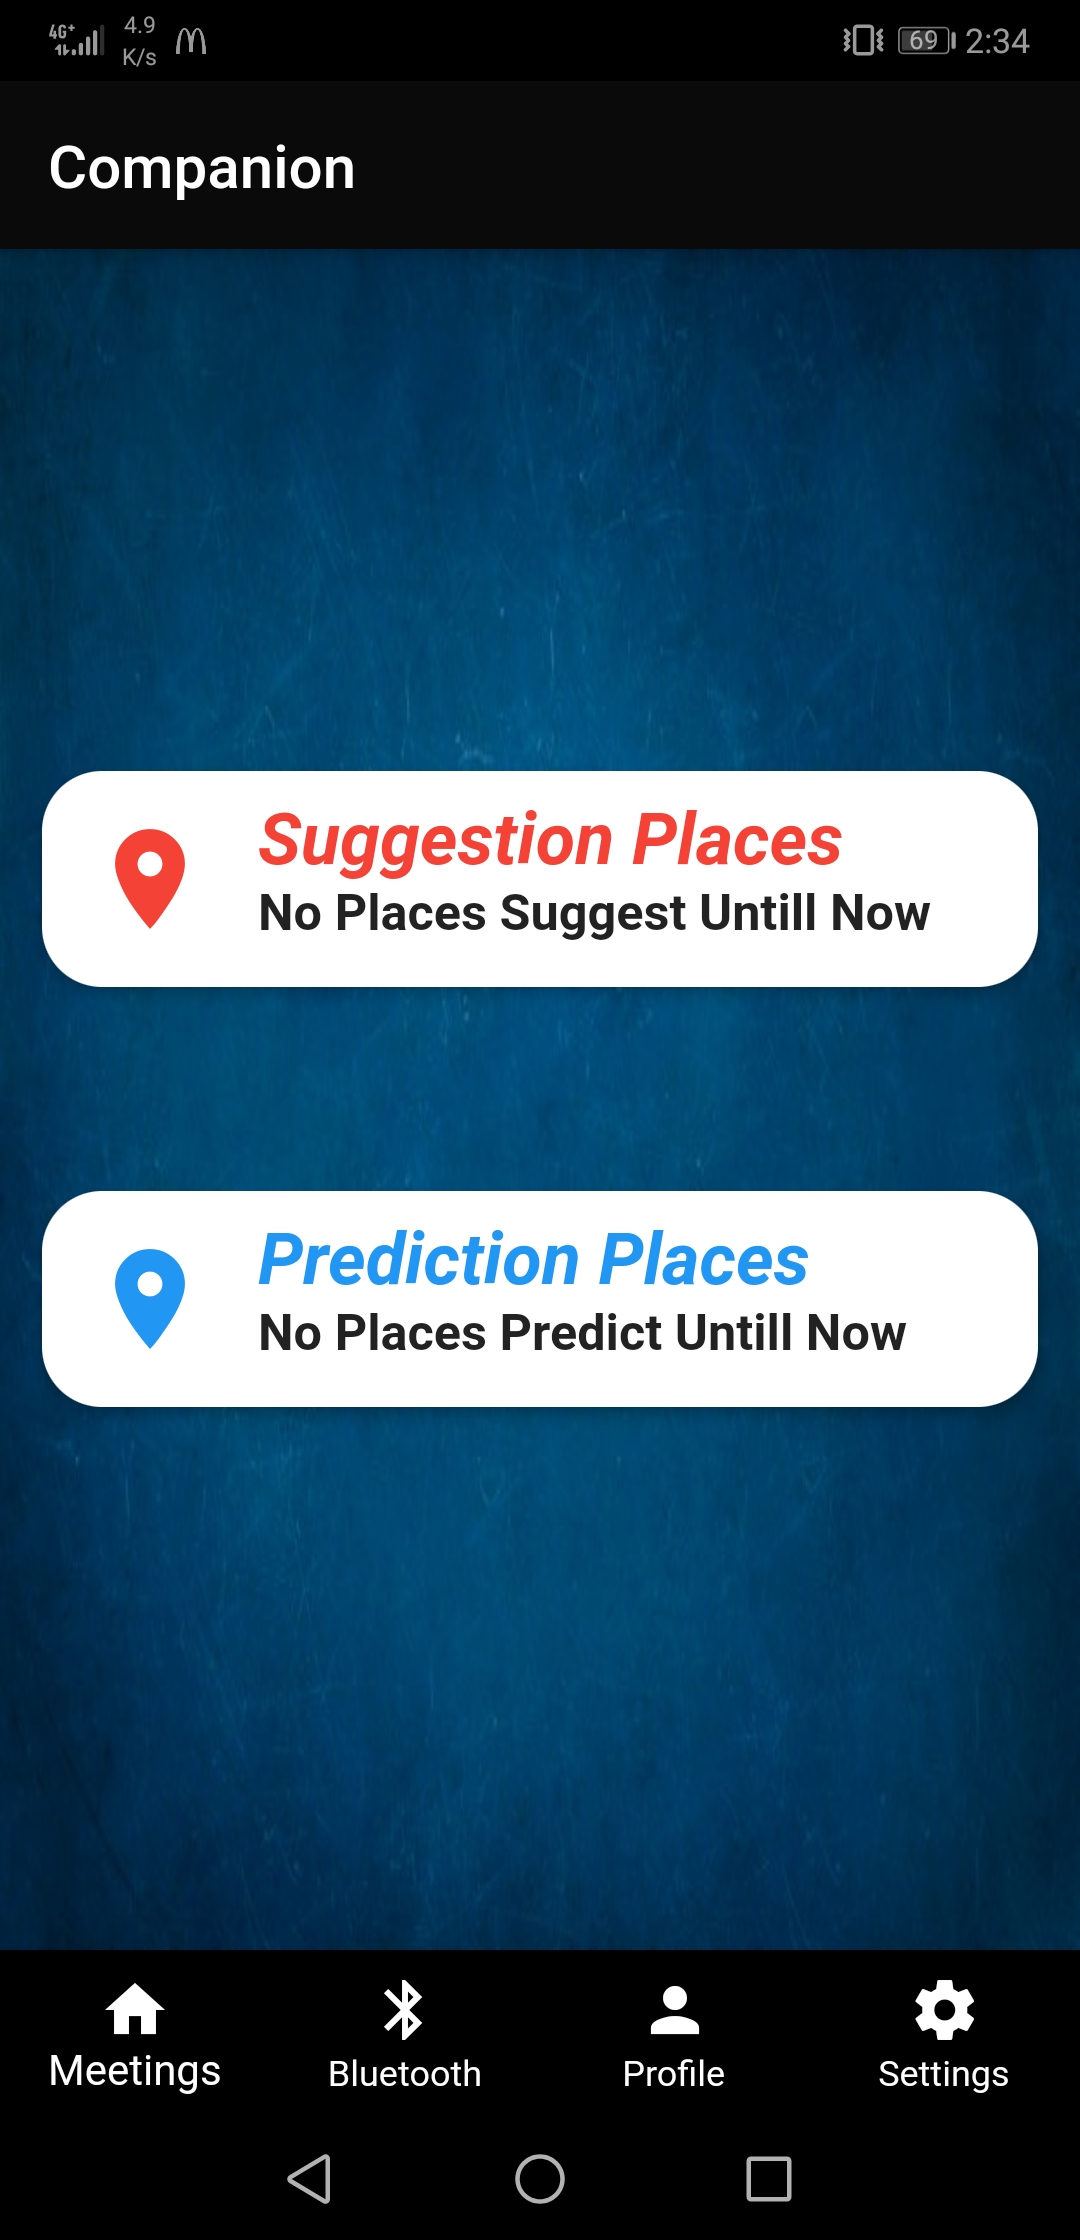 4G+ 4.9 K/s 69 2:34
Companion
Suggestion Places
No Places Suggest Untill Now
Prediction Places
No Places Predict Untill Now
Meetings Bluetooth Profile Settings